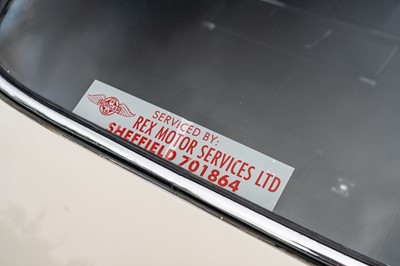 SERVICED BY:
REX MOTOR SERVICES LTD
SHEFFIELD 701864